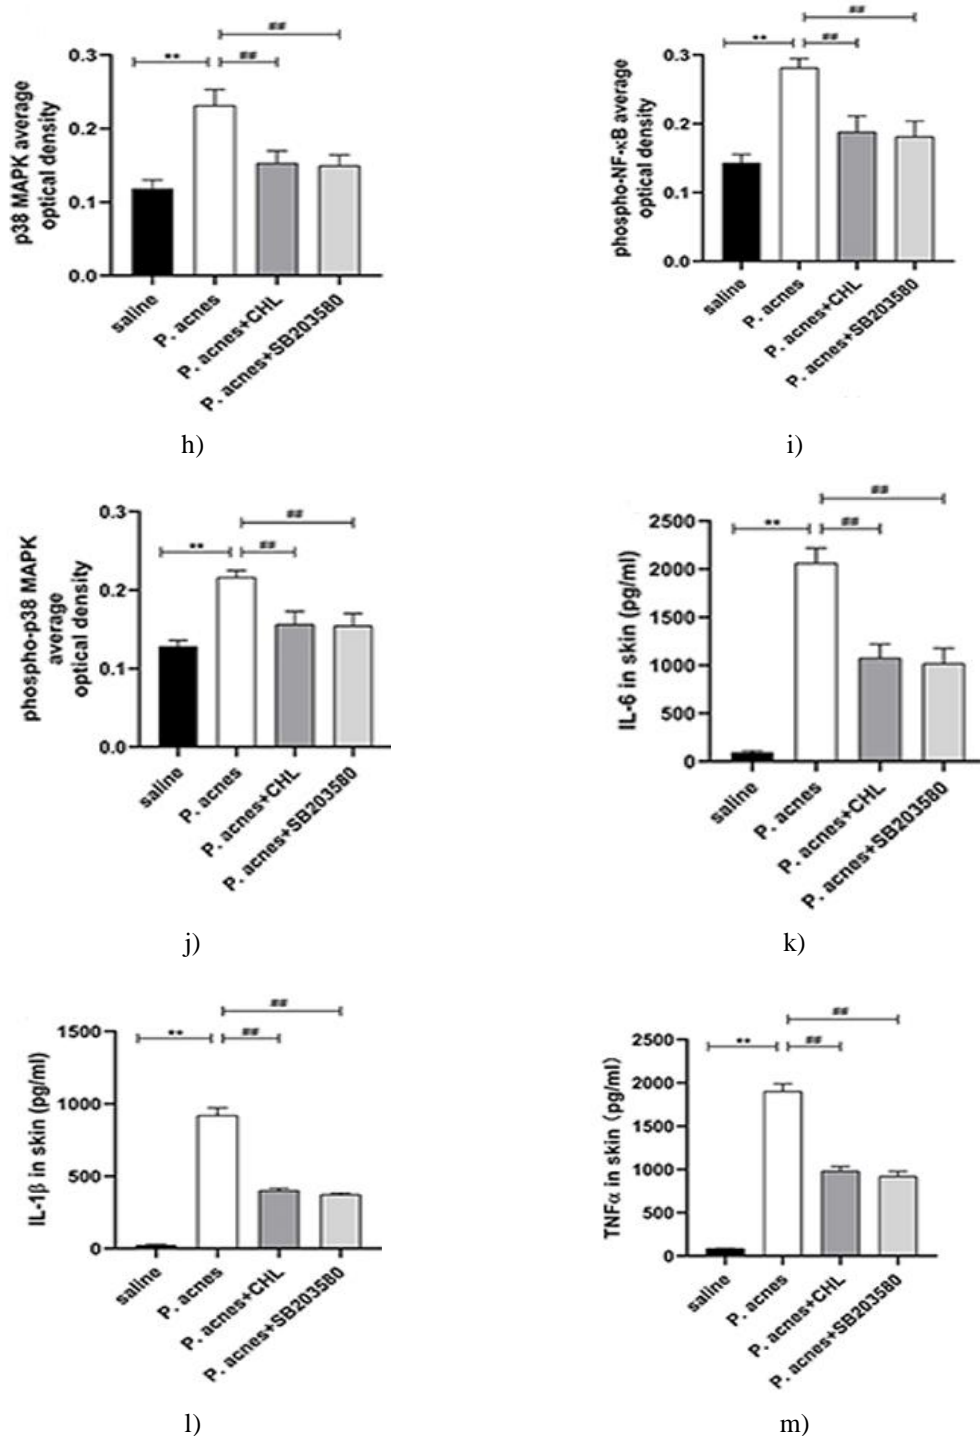 ##
** ##
0.3
0.2
0.1
0.0
p38 MAPK average
optical density
saline
P. acnes
P. acnes+CHL
P. acnes+SB203580
h)
##
** ##
0.3
0.2
0.1
0.0
phospho-NF-κB average
optical density
saline
P. acnes
P. acnes+CHL
P. acnes+SB203580
i)
##
** ##
0.3
0.2
0.1
0.0
phospho-p38 MAPK
average
optical density
saline
P. acnes
P. acnes+CHL
P. acnes+SB203580
j)
##
** ##
2500
2000
1500
1000
500
0
IL-6 in skin (pg/ml)
saline
P. acnes
P. acnes+CHL
P. acnes+SB203580
k)
##
** ##
1500
1000
500
0
IL-1β in skin (pg/ml)
saline
P. acnes
P. acnes+CHL
P. acnes+SB203580
l)
##
** ##
2500
2000
1500
1000
500
0
TNFα in skin (pg/ml)
saline
P. acnes
P. acnes+CHL
P. acnes+SB203580
m)